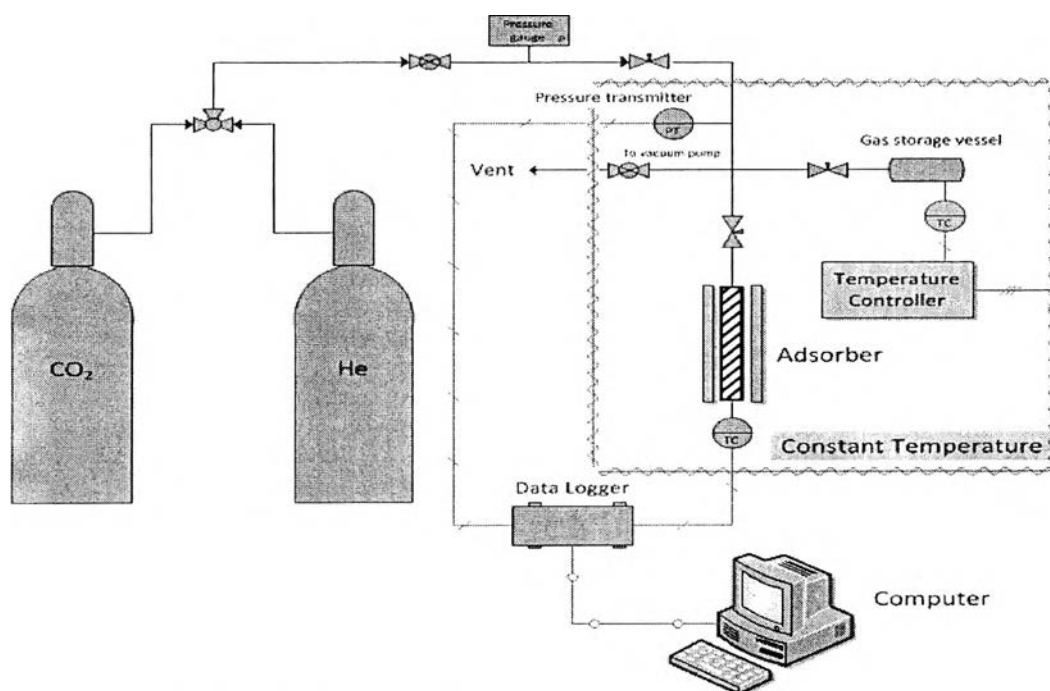 Pressure
gauge P
Pressure transmitter
PT
Gas storage vessel
To vacuum pump
Vent
TC
Temperature
Controller
CO₂
He
Adsorber
TC
Constant Temperature
Data Logger
Computer